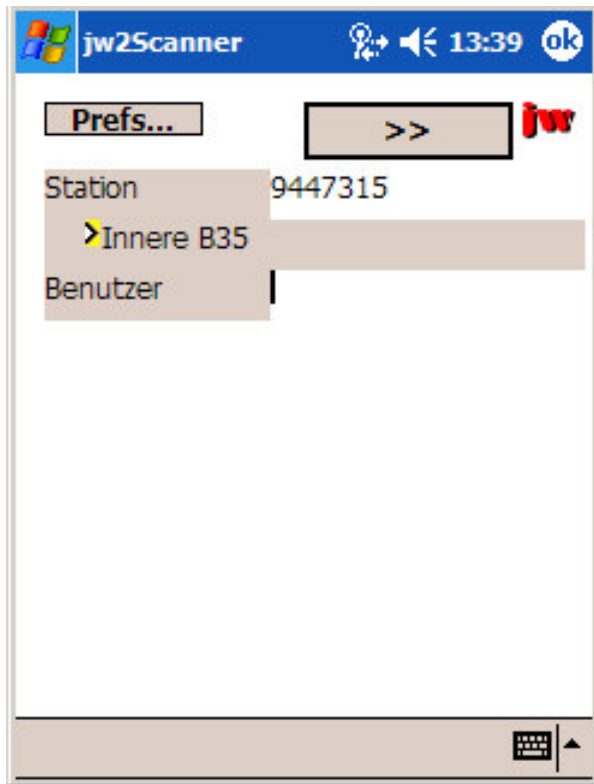 jw2Scanner 13:39 ok
Prefs... >> jw
Station 9447315
Innere B35
Benutzer